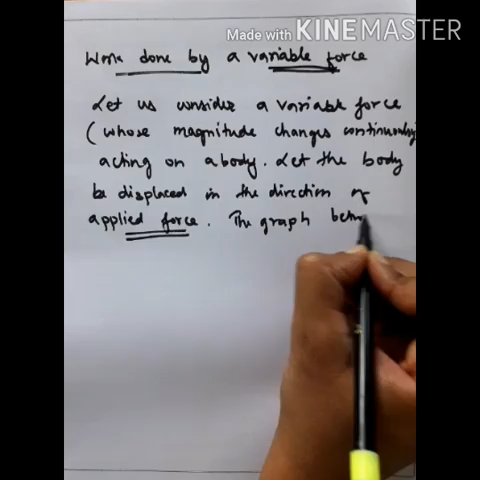 Made with KINEMASTER
Work done by a variable force
Let us consider a variable force
(whose magnitude changes continuously
acting on a body. Let the body
be displaced in the direction of
applied force. The graph betw